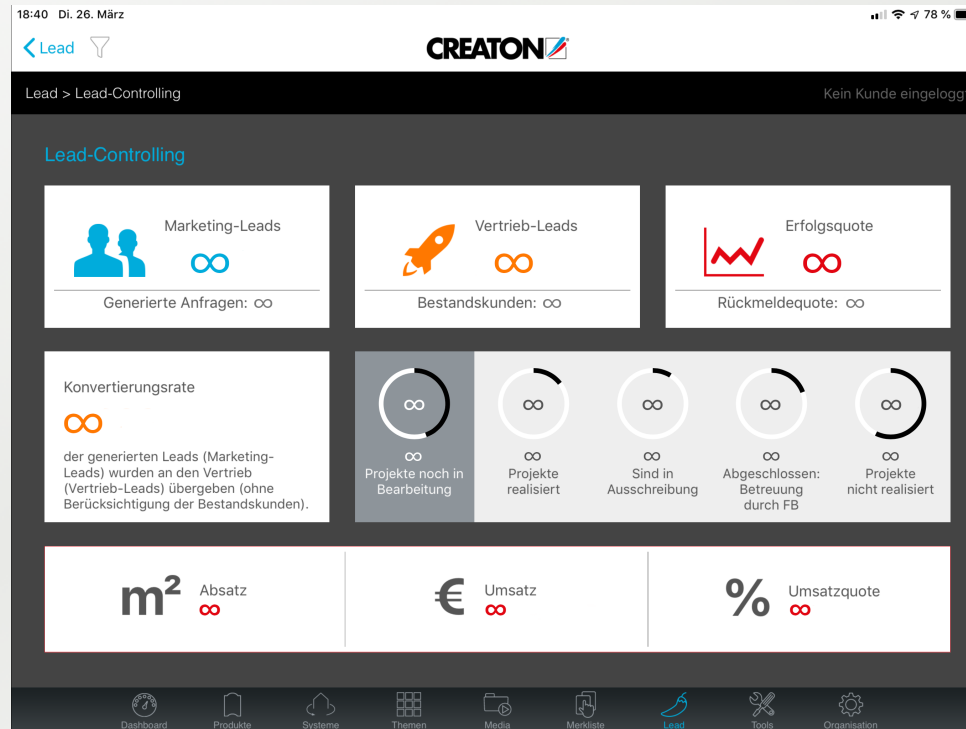 18:40 Di. 26. März
78 %
Lead
CREATON
Lead > Lead-Controlling
Kein Kunde eingeloggt
Lead-Controlling
Marketing-Leads
∞
Generierte Anfragen: ∞
Vertrieb-Leads
∞
Bestandskunden: ∞
Erfolgsquote
∞
Rückmeldequote: ∞
Konvertierungsrate
∞
der generierten Leads (Marketing-
Leads) wurden an den Vertrieb
(Vertrieb-Leads) übergeben (ohne
Berücksichtigung der Bestandskunden).
∞
∞
Projekte noch in
Bearbeitung
∞
∞
Projekte
realisiert
∞
∞
Sind in
Ausschreibung
∞
∞
Abgeschlossen:
Betreuung
durch FB
∞
∞
Projekte
nicht realisiert
m²
Absatz
∞
€
Umsatz
∞
%
Umsatzquote
∞
Dashboard
Produkte
Systeme
Themen
Media
Merkliste
Lead
Tools
Organisation